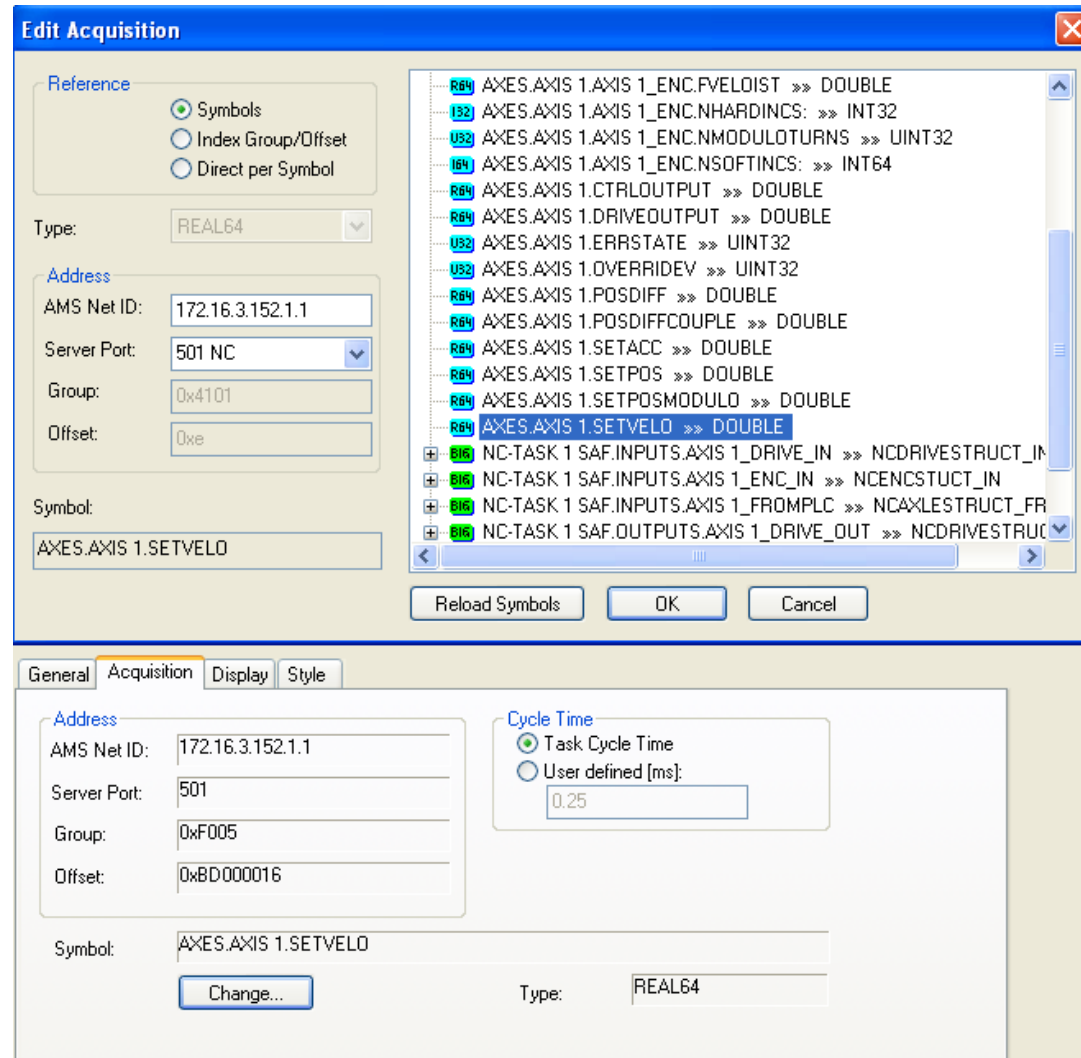 Edit Acquisition
Reference
Symbols
Index Group/Offset
Direct per Symbol
Type:
REAL64
Address
AMS Net ID:
172.16.3.152.1.1
Server Port:
501 NC
Group:
0x4101
Offset:
0xe
Symbol:
AXES.AXIS 1.SETVELO
R64 AXES.AXIS 1.AXIS 1_ENC.FVELOIST »» DOUBLE
I32 AXES.AXIS 1.AXIS 1_ENC.NHARDINCS: »» INT32
U32 AXES.AXIS 1.AXIS 1_ENC.NMODULOTURNS »» UINT32
I64 AXES.AXIS 1.AXIS 1_ENC.NSOFTINCS: »» INT64
R64 AXES.AXIS 1.CTRLOUTPUT »» DOUBLE
R64 AXES.AXIS 1.DRIVEOUTPUT »» DOUBLE
U32 AXES.AXIS 1.ERRSTATE »» UINT32
U32 AXES.AXIS 1.OVERRIDEV »» UINT32
R64 AXES.AXIS 1.POSDIFF »» DOUBLE
R64 AXES.AXIS 1.POSDIFFCOUPLE »» DOUBLE
R64 AXES.AXIS 1.SETACC »» DOUBLE
R64 AXES.AXIS 1.SETPOS »» DOUBLE
R64 AXES.AXIS 1.SETPOSMODULO »» DOUBLE
R64 AXES.AXIS 1.SETVELO »» DOUBLE
BIG NC-TASK 1 SAF.INPUTS.AXIS 1_DRIVE_IN »» NCDRIVESTRUCT_IN
BIG NC-TASK 1 SAF.INPUTS.AXIS 1_ENC_IN »» NCENCSTUCT_IN
BIG NC-TASK 1 SAF.INPUTS.AXIS 1_FROMPLC »» NCAXLESTRUCT_FR
BIG NC-TASK 1 SAF.OUTPUTS.AXIS 1_DRIVE_OUT »» NCDRIVESTRUC
Reload Symbols
OK
Cancel
General
Acquisition
Display
Style
Address
AMS Net ID:
172.16.3.152.1.1
Server Port:
501
Group:
0xF005
Offset:
0xBD000016
Cycle Time
Task Cycle Time
User defined [ms]:
0.25
Symbol:
AXES.AXIS 1.SETVELO
Change...
Type:
REAL64